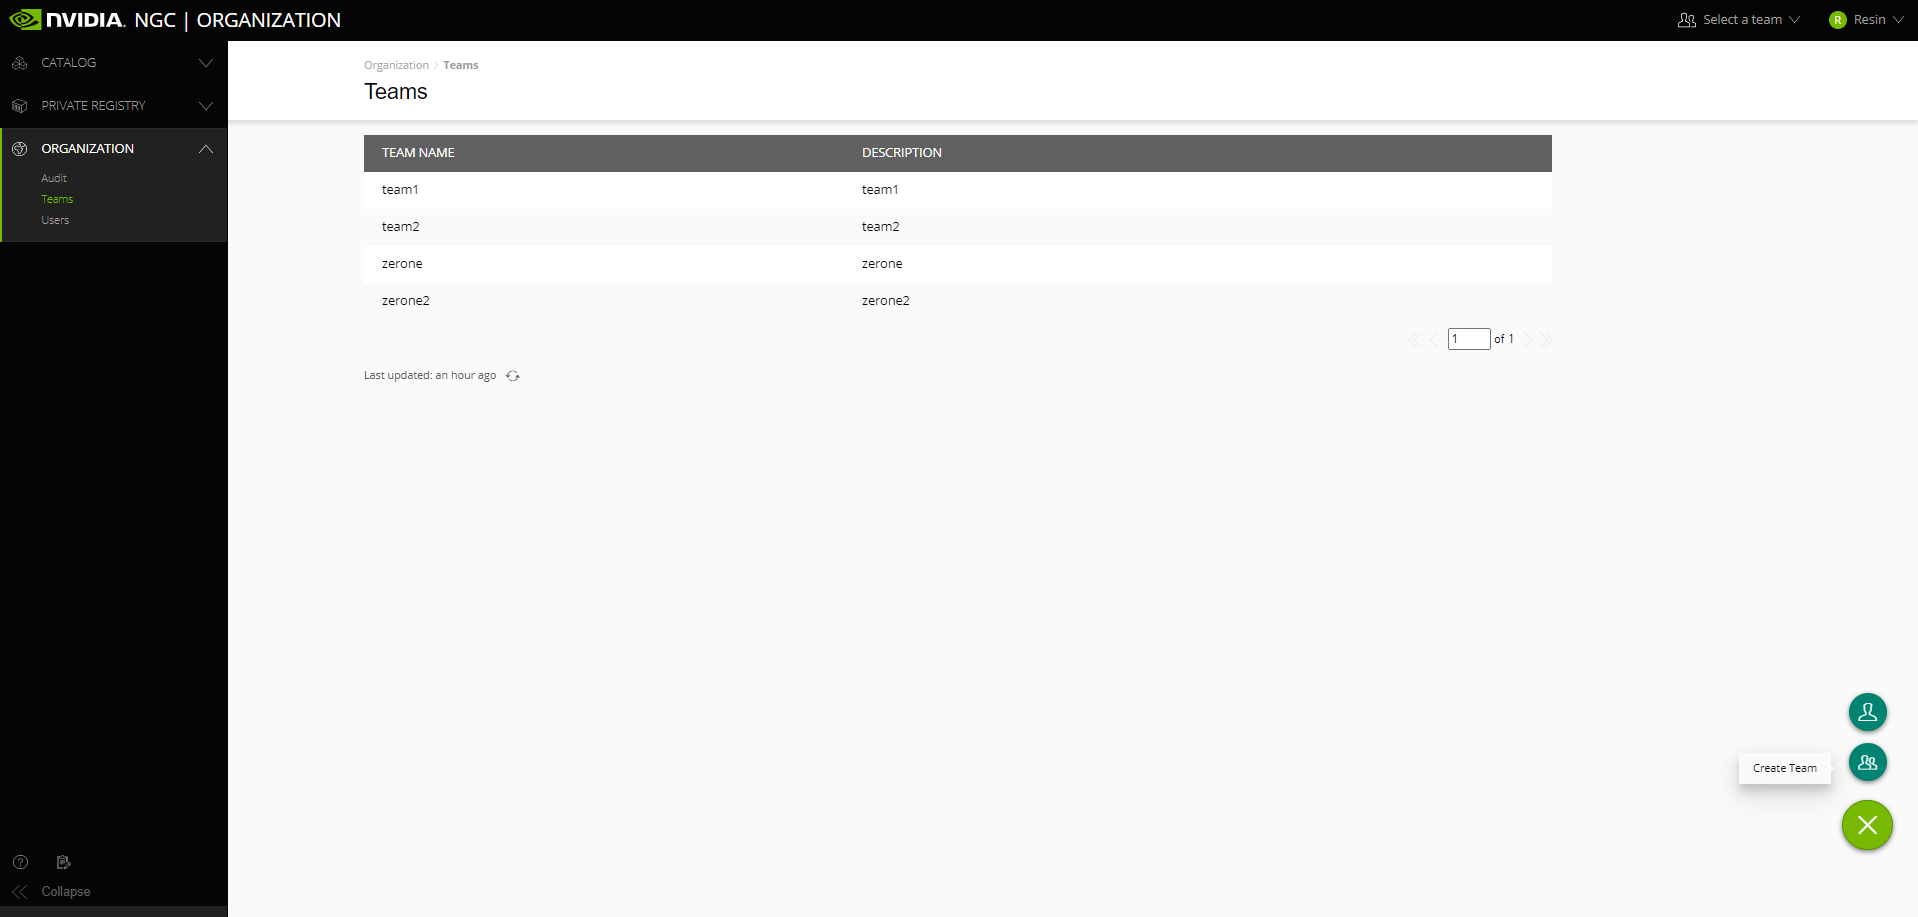 NVIDIA. NGC | ORGANIZATION
Select a team
R Resin
CATALOG
PRIVATE REGISTRY
ORGANIZATION
Audit
Teams
Users
Organization > Teams
Teams
TEAM NAME DESCRIPTION
team1 team1
team2 team2
zerone zerone
zerone2 zerone2
1 of 1
Last updated: an hour ago
Create Team
Collapse